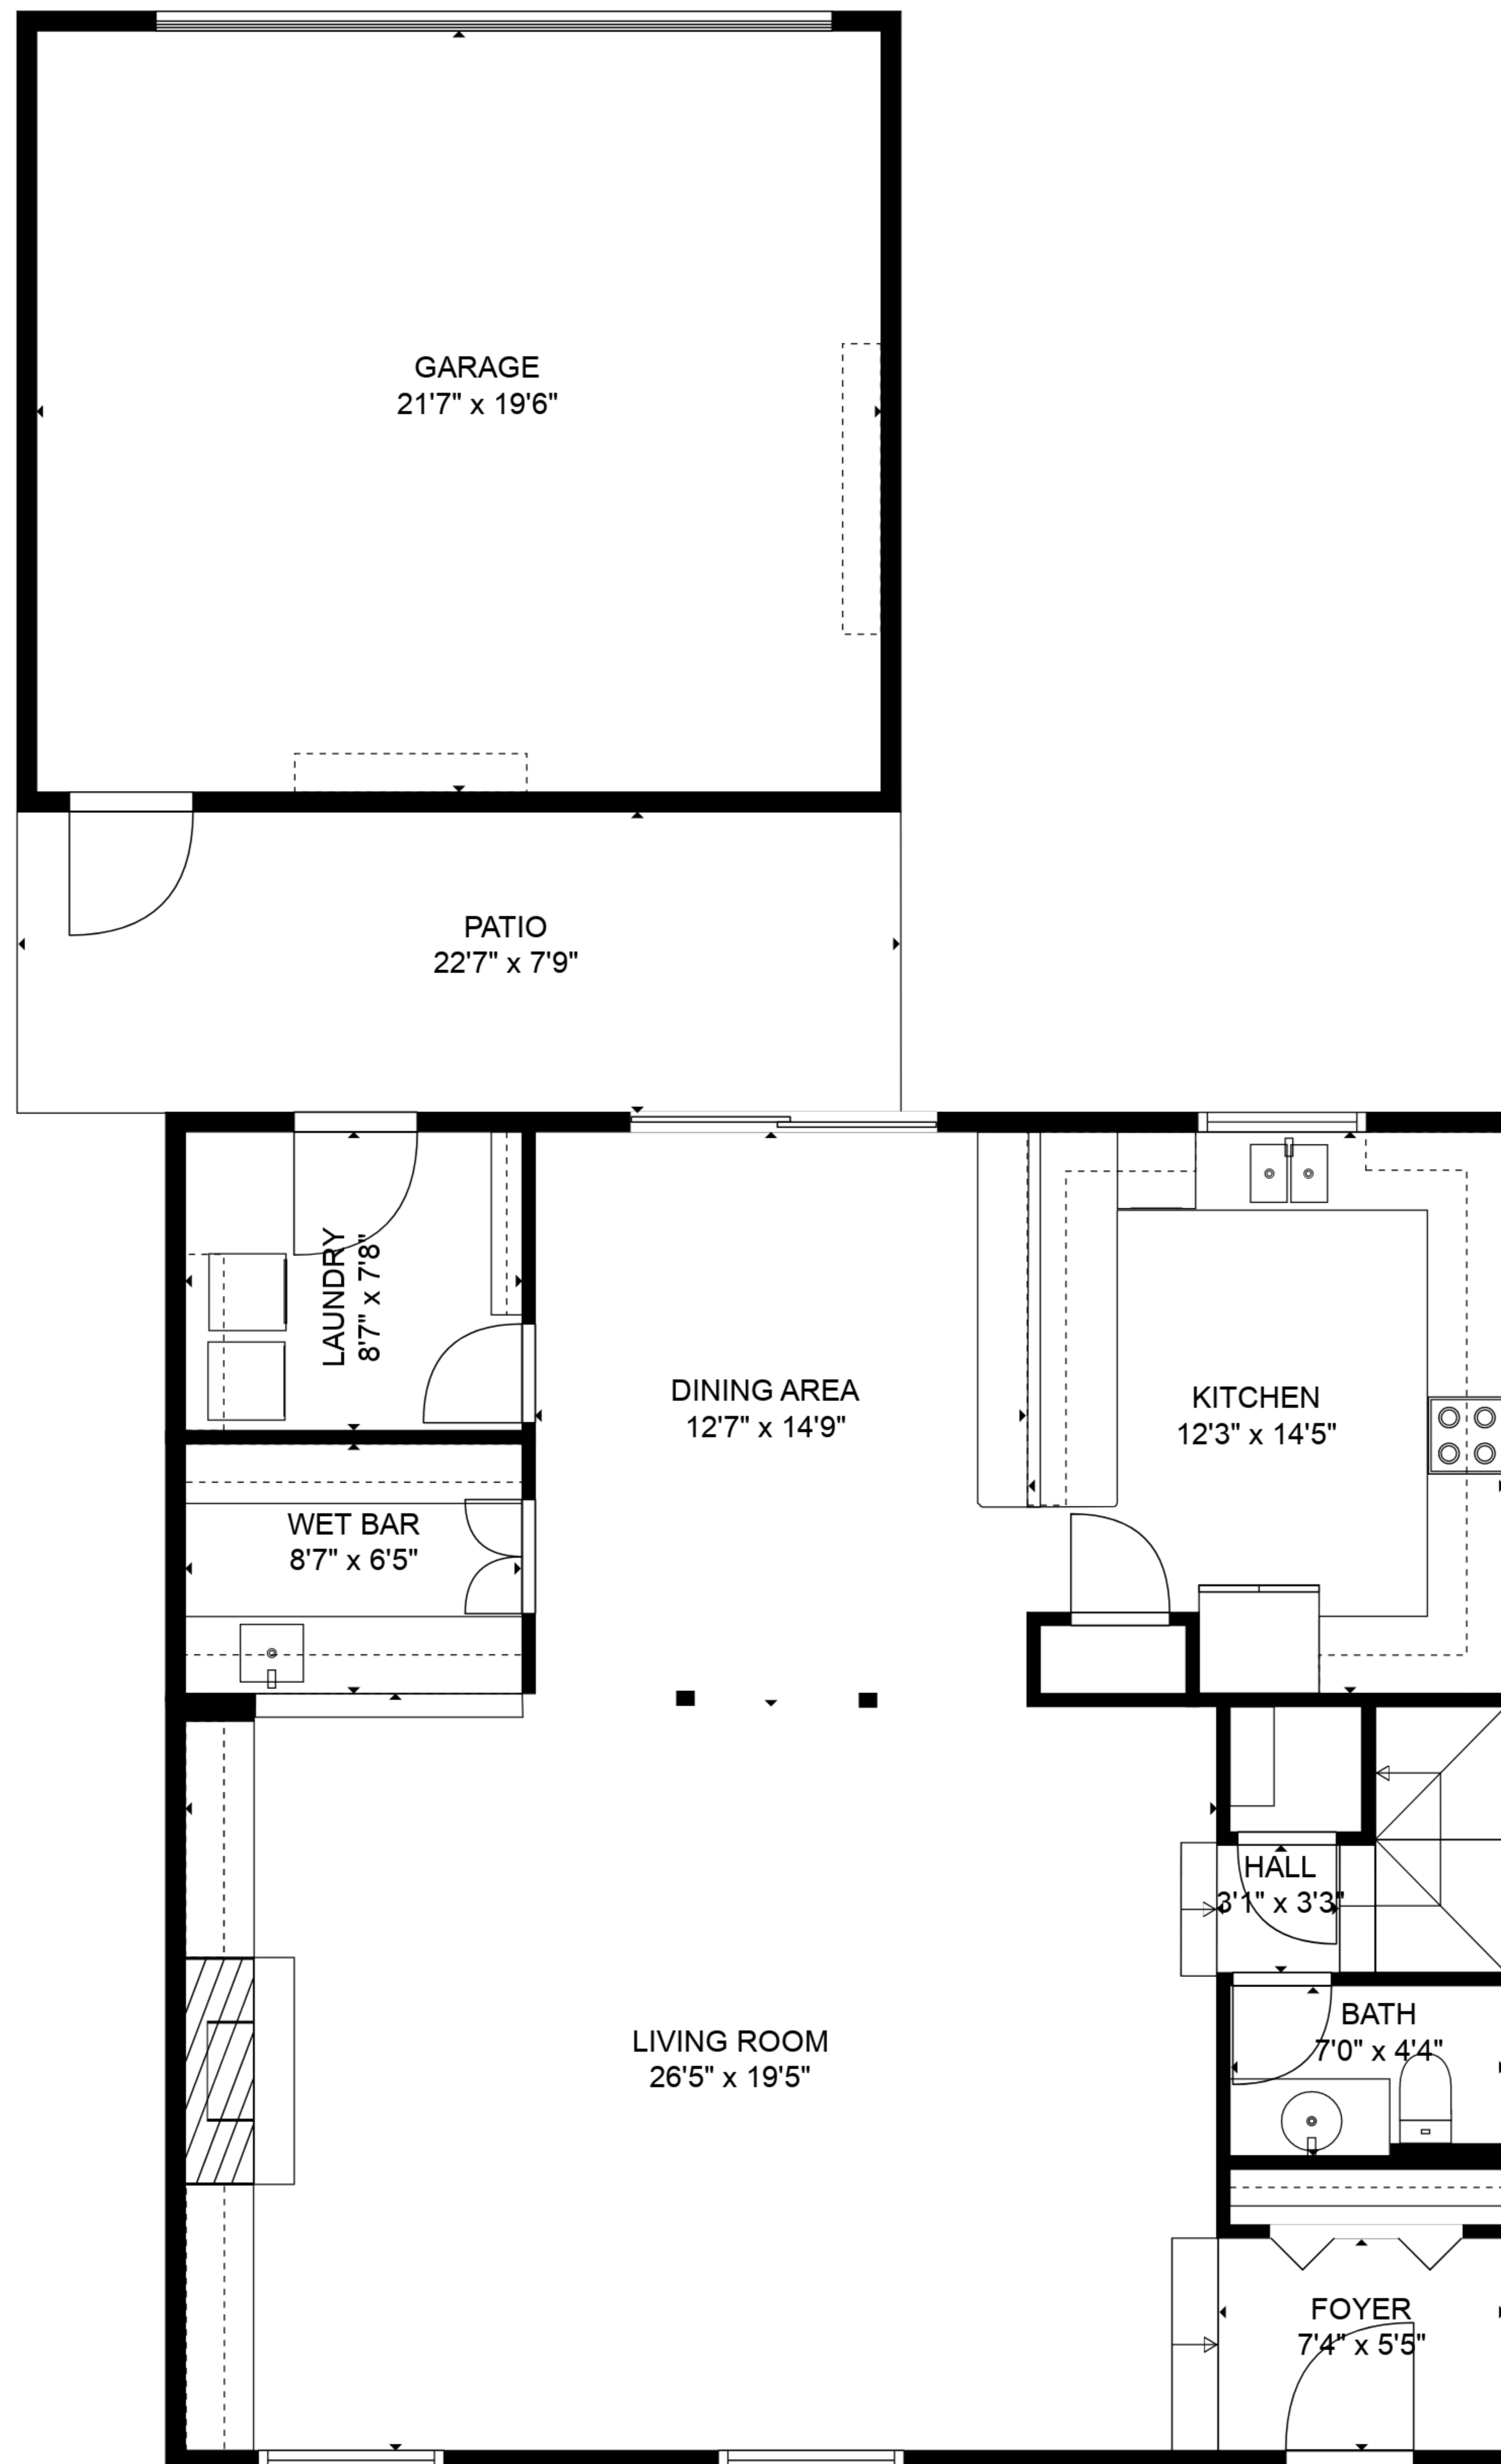 GARAGE
21'7" x 19'6"
PATIO
22'7" x 7'9"
LAUNDRY
8'7" x 7'8"
DINING AREA
12'7" x 14'9"
KITCHEN
12'3" x 14'5"
WET BAR
8'7" x 6'5"
HALL
3'1" x 3'3"
LIVING ROOM
26'5" x 19'5"
BATH
7'0" x 4'4"
FOYER
7'4" x 5'5"